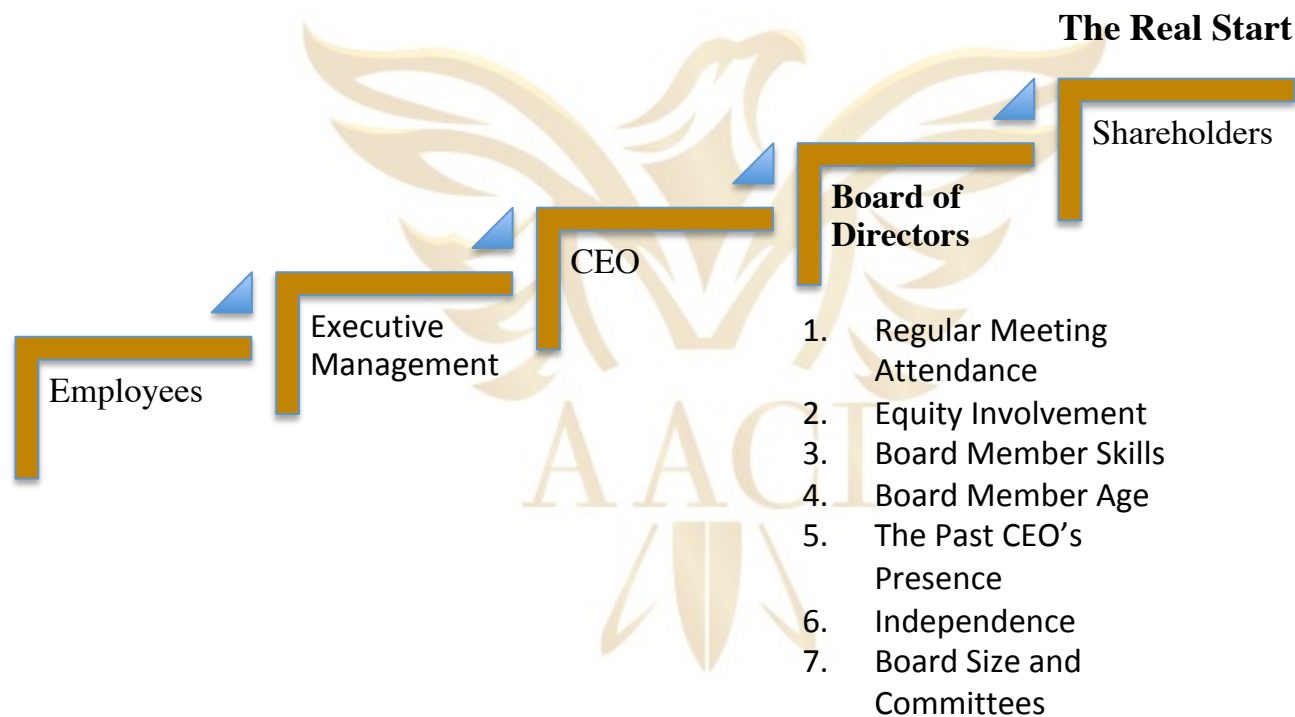 The Real Start
Shareholders
Board of
Directors
CEO
Executive
Management
Employees
1. Regular Meeting
Attendance
2. Equity Involvement
3. Board Member Skills
4. Board Member Age
5. The Past CEO’s
Presence
6. Independence
7. Board Size and
Committees